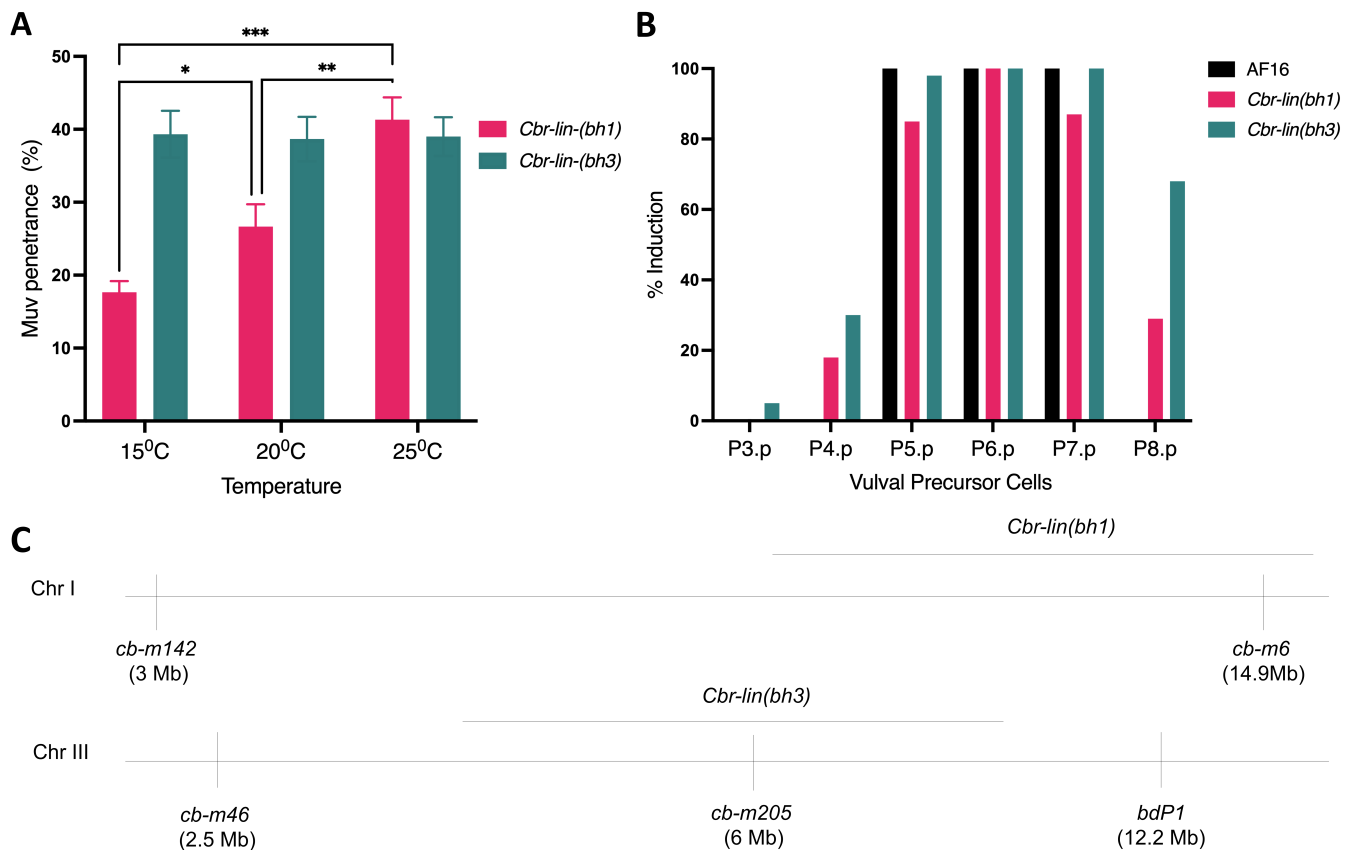 A
***
*
**
50
40
30
20
10
0
Muv penetrance (%)
15⁰C
20⁰C
25⁰C
Temperature
Cbr-lin-(bh1)
Cbr-lin-(bh3)
B
100
80
60
40
20
0
% Induction
P3.p
P4.p
P5.p
P6.p
P7.p
P8.p
Vulval Precursor Cells
AF16
Cbr-lin(bh1)
Cbr-lin(bh3)
C
Cbr-lin(bh1)
Chr I
cb-m142
(3 Mb)
cb-m6
(14.9Mb)
Cbr-lin(bh3)
Chr III
cb-m46
(2.5 Mb)
cb-m205
(6 Mb)
bdP1
(12.2 Mb)